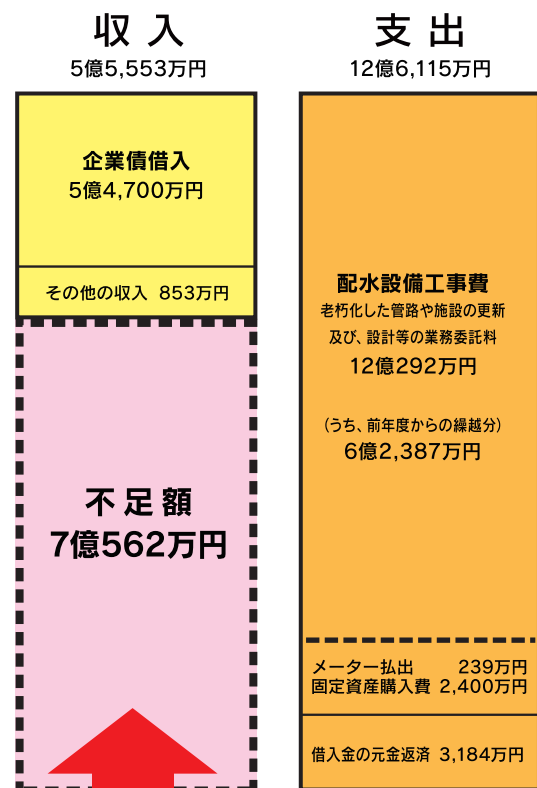 収入
5億5,553万円
企業債借入
5億4,700万円
その他の収入 853万円
不足額
7億562万円
支出
12億6,115万円
配水設備工事費
老朽化した管路や施設の更新
及び、設計等の業務委託料
12億292万円
（うち、前年度からの繰越分）
6億2,387万円
メーター払出 239万円
固定資産購入費 2,400万円
借入金の元金返済 3,184万円